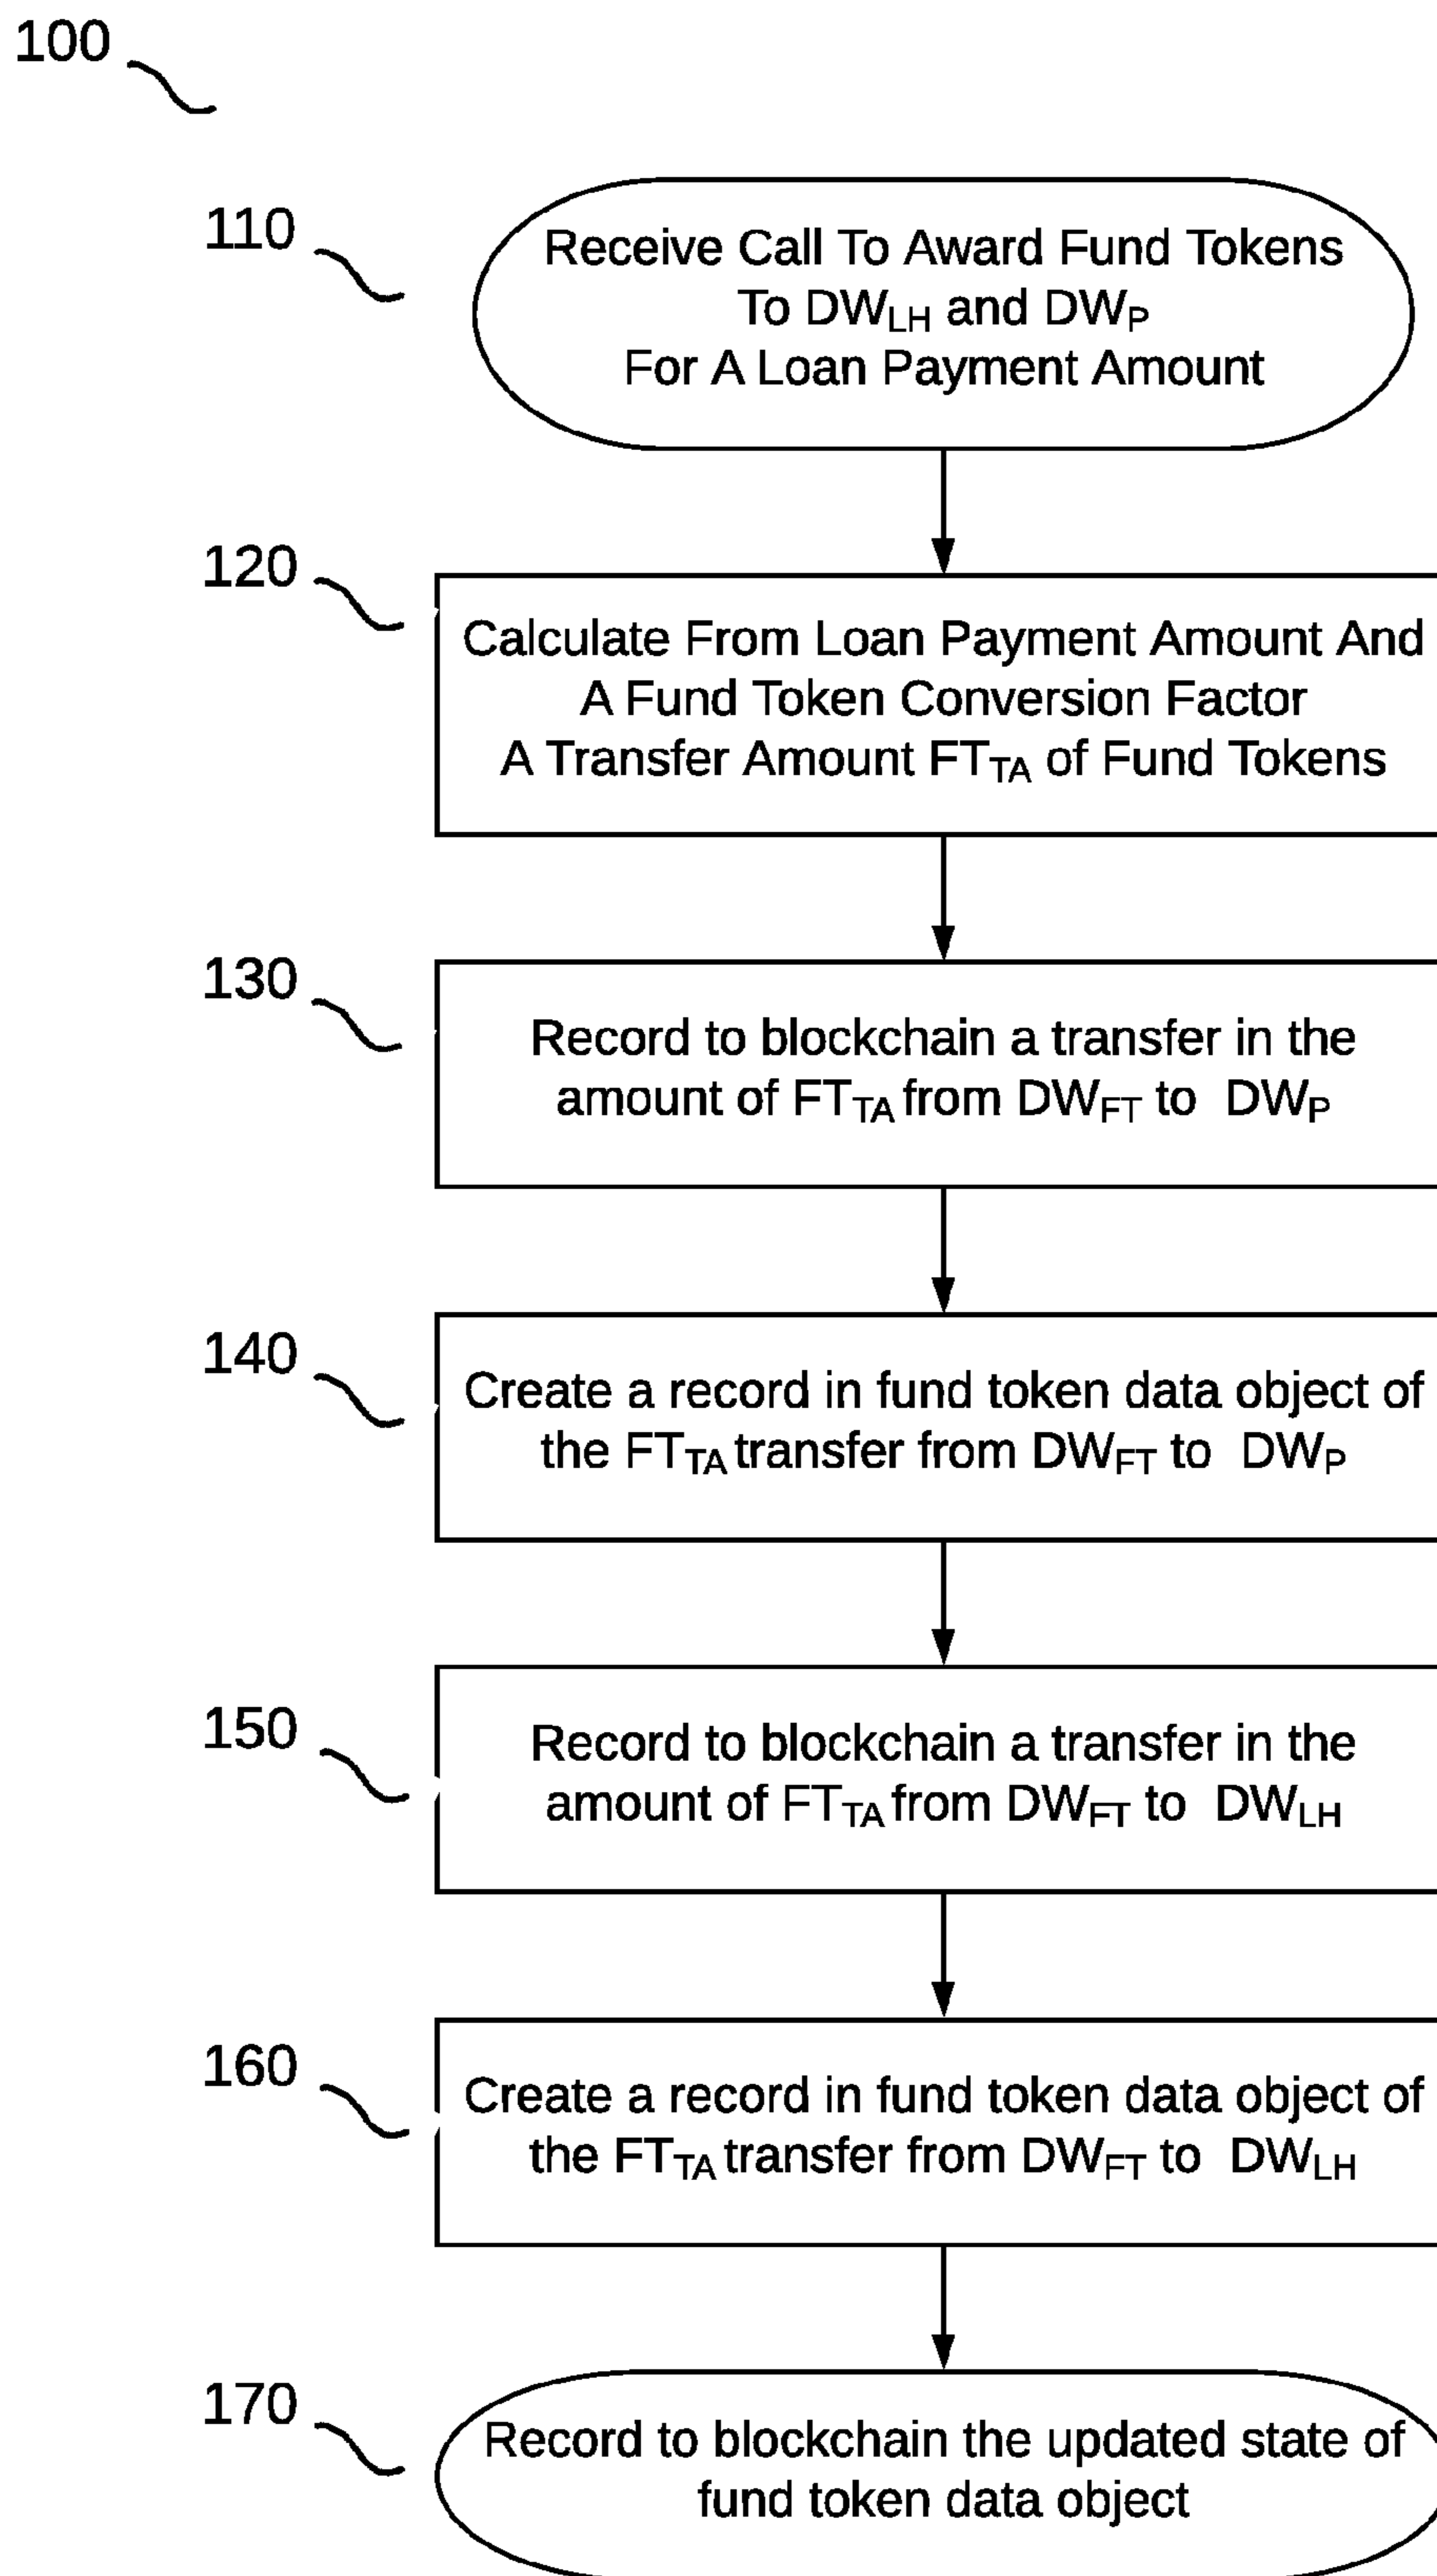 100
110
Receive Call To Award Fund Tokens
To DWLH and DWP
For A Loan Payment Amount
120
Calculate From Loan Payment Amount And
A Fund Token Conversion Factor
A Transfer Amount FTTA of Fund Tokens
130
Record to blockchain a transfer in the
amount of FTTA from DWFT to DWP
140
Create a record in fund token data object of
the FTTA transfer from DWFT to DWP
150
Record to blockchain a transfer in the
amount of FTTA from DWFT to DWLH
160
Create a record in fund token data object of
the FTTA transfer from DWFT to DWLH
170
Record to blockchain the updated state of
fund token data object